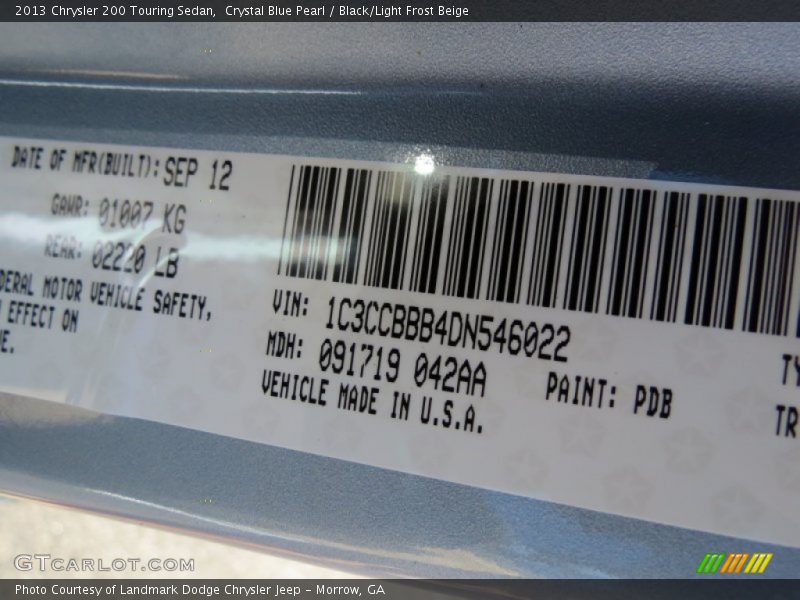 2013 Chrysler 200 Touring Sedan, Crystal Blue Pearl / Black/Light Frost Beige
DATE OF MFR(BUILT): SEP 12
GAWR: 01007 KG
REAR: 02220 LB
DERAL MOTOR VEHICLE SAFETY,
EFFECT ON
VIN: 1C3CCBBB4DN546022
MDH: 091719 042AA
VEHICLE MADE IN U.S.A.
PAINT: PDB
TY
TR
GTCARLOT.COM
Photo Courtesy of Landmark Dodge Chrysler Jeep – Morrow, GA